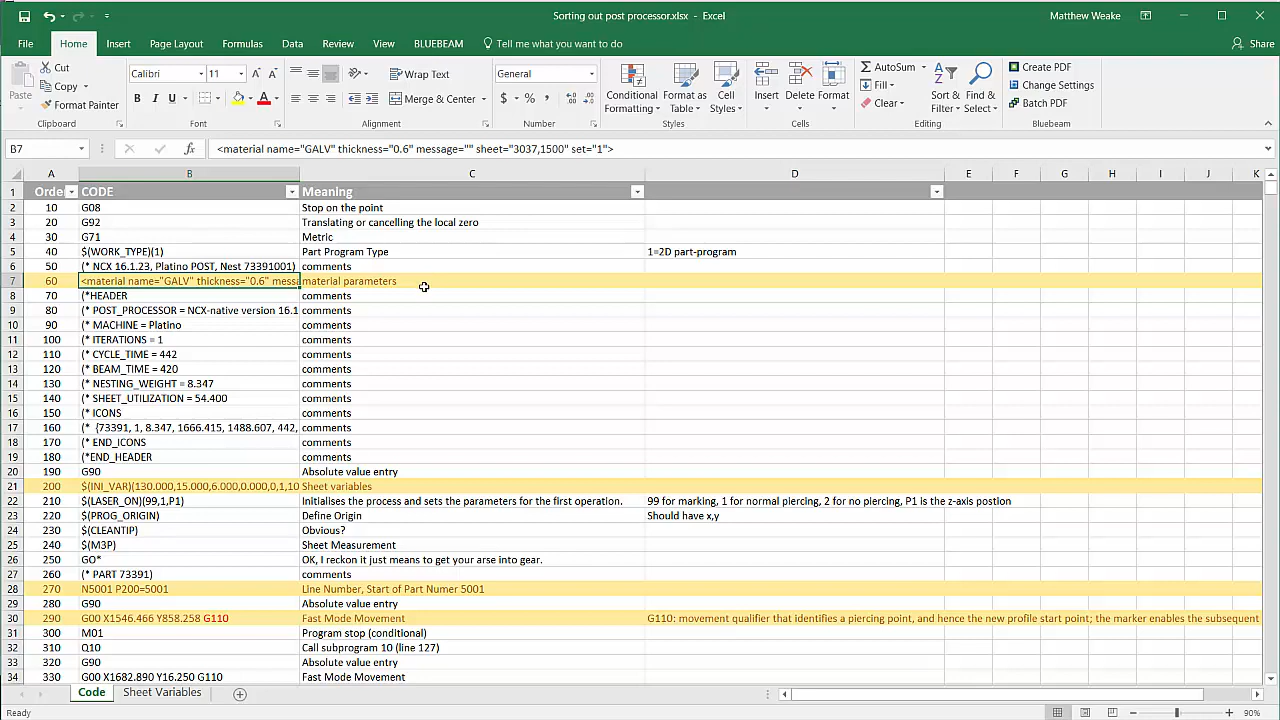 Sorting out post processor.xlsx - Excel
Matthew Weake
File Home Insert Page Layout Formulas Data Review View BLUEBEAM Tell me what you want to do Share
Paste
Cut
Copy
Format Painter
Calibri 11
B I U
Wrap Text
Merge & Center
General
$ % ,
Conditional Formatting
Format as Table
Cell Styles
Insert
Delete
Format
AutoSum
Fill
Clear
Sort & Filter
Find & Select
Create PDF
Change Settings
Batch PDF
Clipboard Font Alignment Number Styles Cells Editing Bluebeam
B7 fx <material name="GALV" thickness="0.6" message="" sheet="3037,1500" set="1">
A B C D E F G H I J K
1 Orde CODE Meaning
2 10 G08 Stop on the point
3 20 G92 Translating or cancelling the local zero
4 30 G71 Metric
5 40 $(WORK_TYPE)(1) Part Program Type 1=2D part-program
6 50 (* NCX 16.1.23, Platino POST, Nest 73391001) comments
7 60 <material name="GALV" thickness="0.6" messa material parameters
8 70 (*HEADER comments
9 80 (* POST_PROCESSOR = NCX-native version 16.1 comments
10 90 (* MACHINE = Platino comments
11 100 (* ITERATIONS = 1 comments
12 110 (* CYCLE_TIME = 442 comments
13 120 (* BEAM_TIME = 420 comments
14 130 (* NESTING_WEIGHT = 8.347 comments
15 140 (* SHEET_UTILIZATION = 54.400 comments
16 150 (* ICONS comments
17 160 (* (73391, 1, 8.347, 1666.415, 1488.607, 442, comments
18 170 (* END_ICONS comments
19 180 (*END_HEADER comments
20 190 G90 Absolute value entry
21 200 $(INI_VAR)(130.000,15.000,6.000,0.000,0,1,10 Sheet variables
22 210 $(LASER_ON)(99,1,P1) Initialises the process and sets the parameters for the first operation. 99 for marking, 1 for normal piercing, 2 for no piercing, P1 is the z-axis postion
23 220 $(PROG_ORIGIN) Define Origin Should have x,y
24 230 $(CLEANTIP) Obvious?
25 240 $(M3P) Sheet Measurement
26 250 GO* OK, I reckon it just means to get your arse into gear.
27 260 (* PART 73391) comments
28 270 N5001 P200=5001 LIne Number, Start of Part Numer 5001
29 280 G90 Absolute value entry
30 290 G00 X1546.466 Y858.258 G110 Fast Mode Movement G110: movement qualifier that identifies a piercing point, and hence the new profile start point; the marker enables the subsequent
31 300 M01 Program stop (conditional)
32 310 Q10 Call subprogram 10 (line 127)
33 320 G90 Absolute value entry
34 330 G00 X1682.890 Y16.250 G110 Fast Mode Movement
Code Sheet Variables
Ready 90%